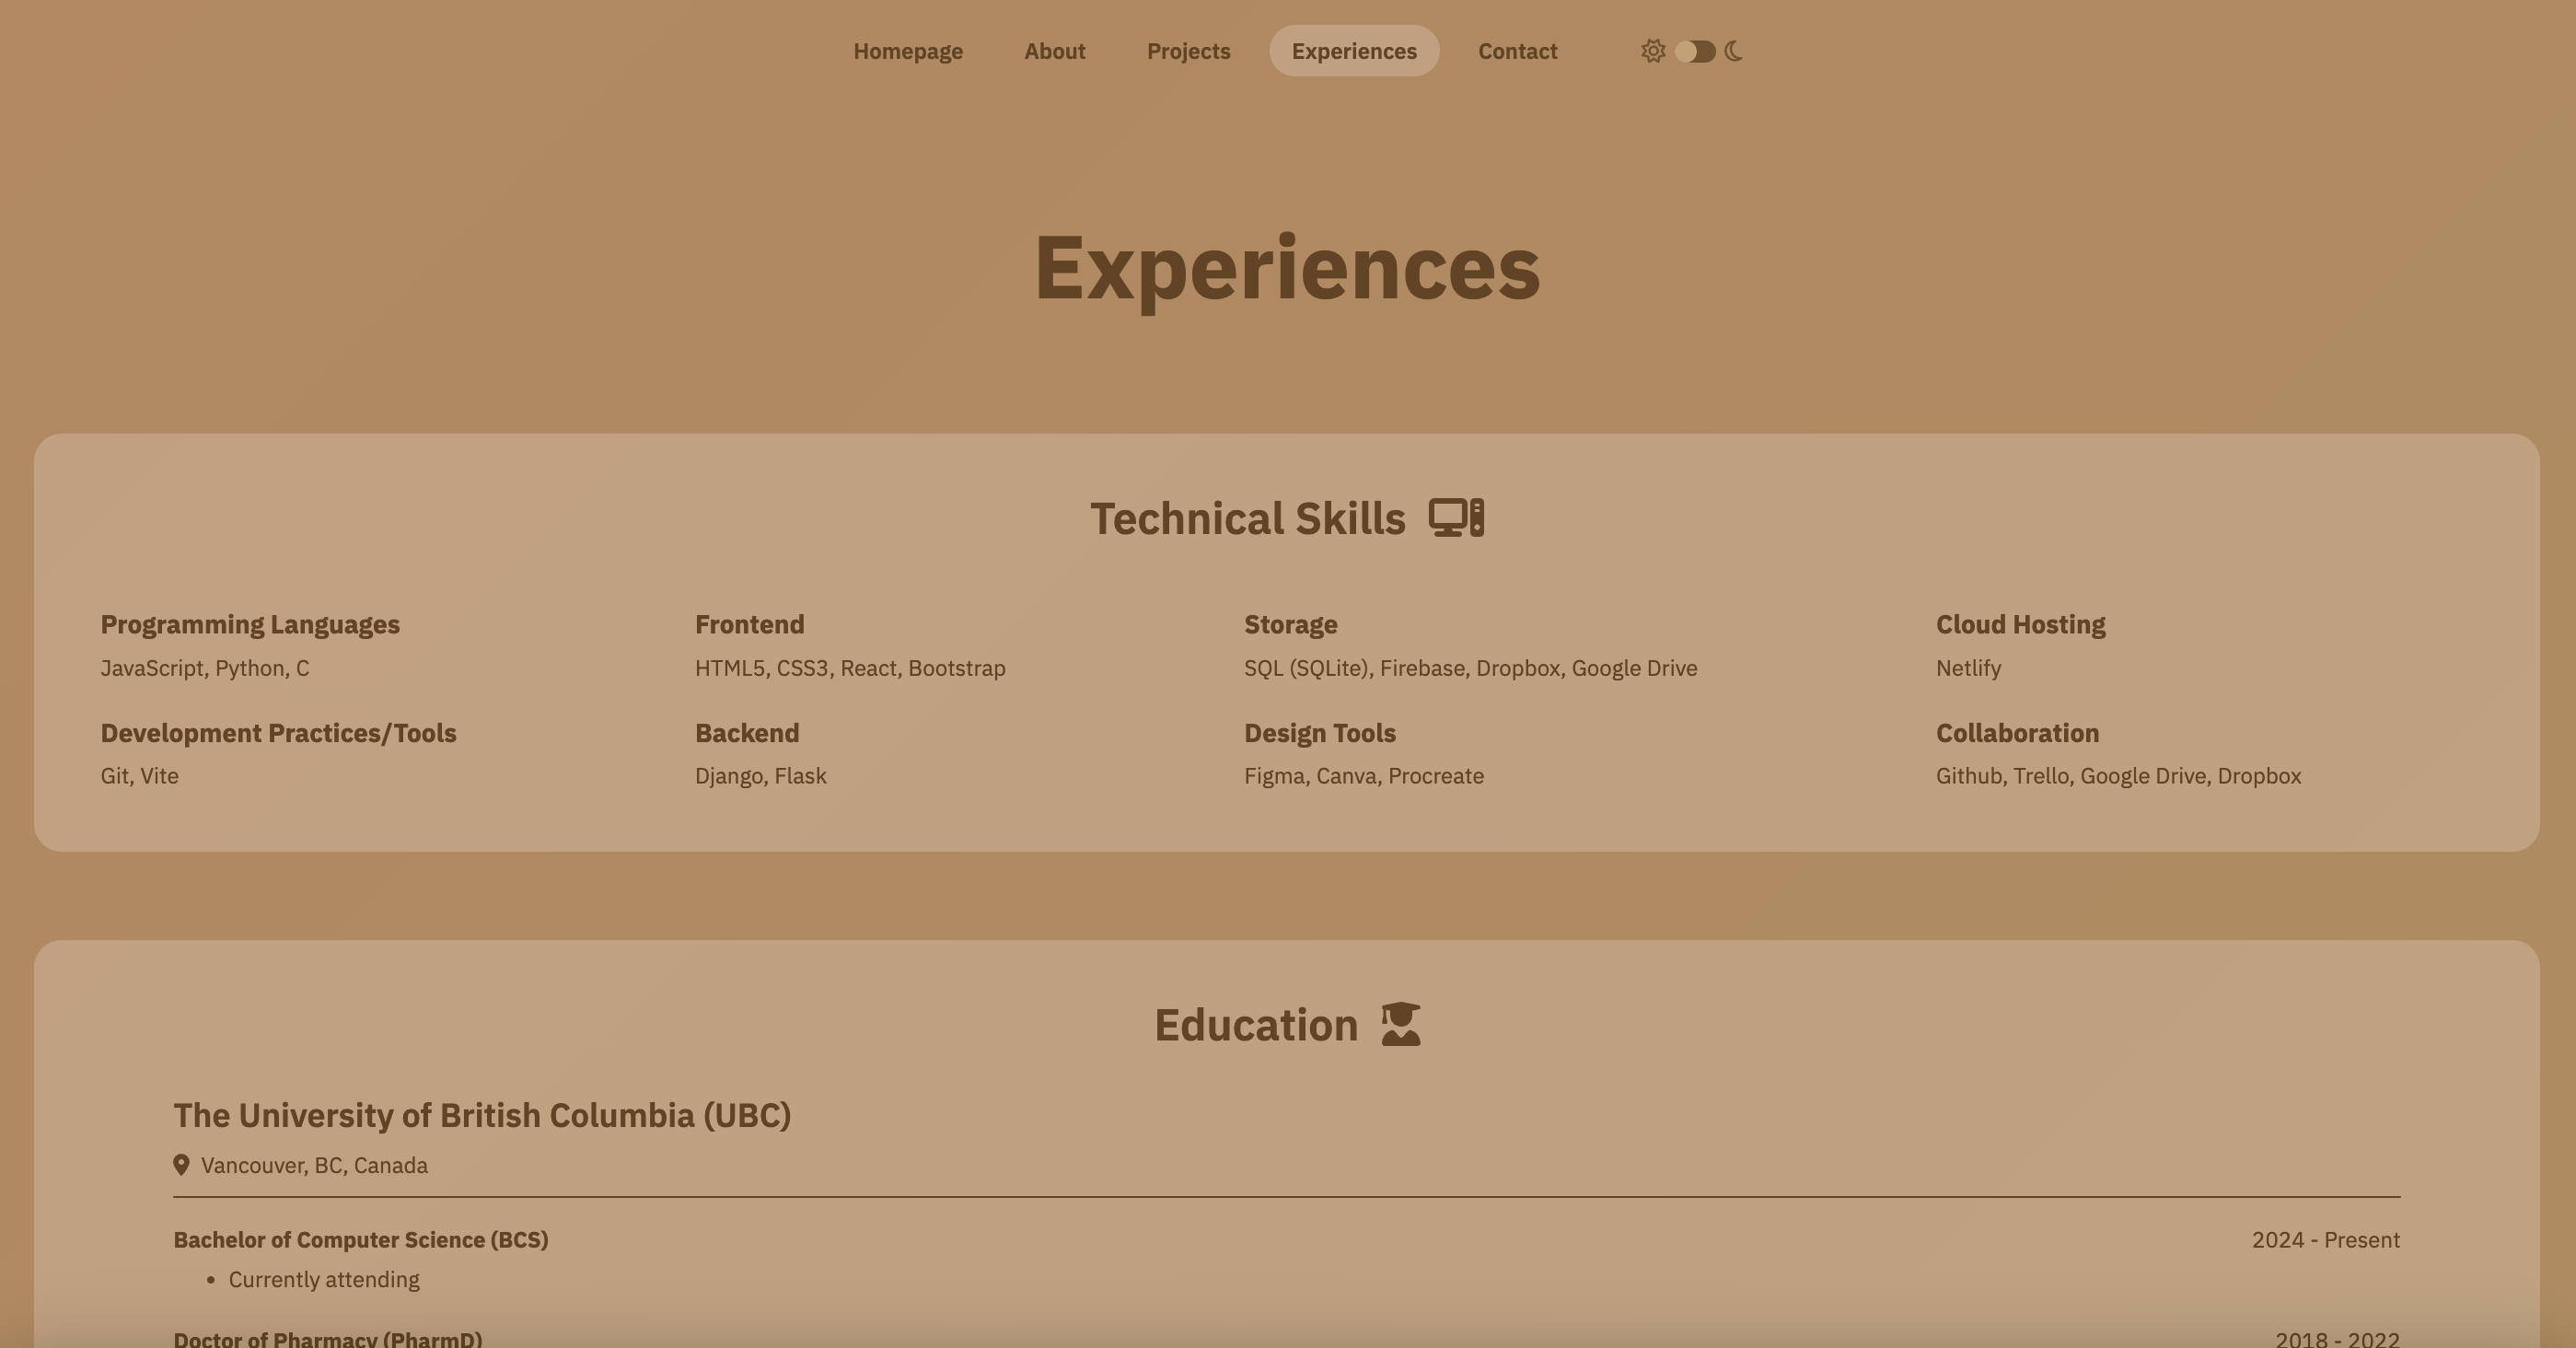 Homepage About Projects Experiences Contact
Experiences
Technical Skills
Programming Languages Frontend Storage Cloud Hosting
JavaScript, Python, C HTML5, CSS3, React, Bootstrap SQL (SQLite), Firebase, Dropbox, Google Drive Netlify
Development Practices/Tools Backend Design Tools Collaboration
Git, Vite Django, Flask Figma, Canva, Procreate Github, Trello, Google Drive, Dropbox
Education
The University of British Columbia (UBC)
Vancouver, BC, Canada
Bachelor of Computer Science (BCS) 2024 - Present
• Currently attending
Doctor of Pharmacy (PharmD) 2018 - 2022